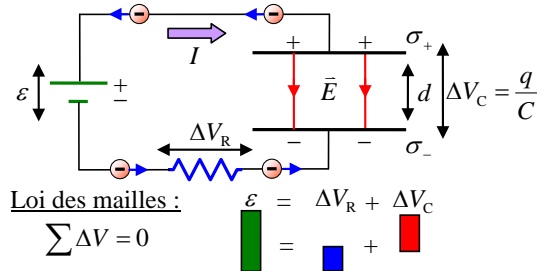 − −
I
+ + σ₊
ε + − E⃗ d ΔV_C = q/C
ΔV_R
− − σ₋
− −
Loi des mailles :
∑ΔV = 0
ε = ΔV_R + ΔV_C
= +